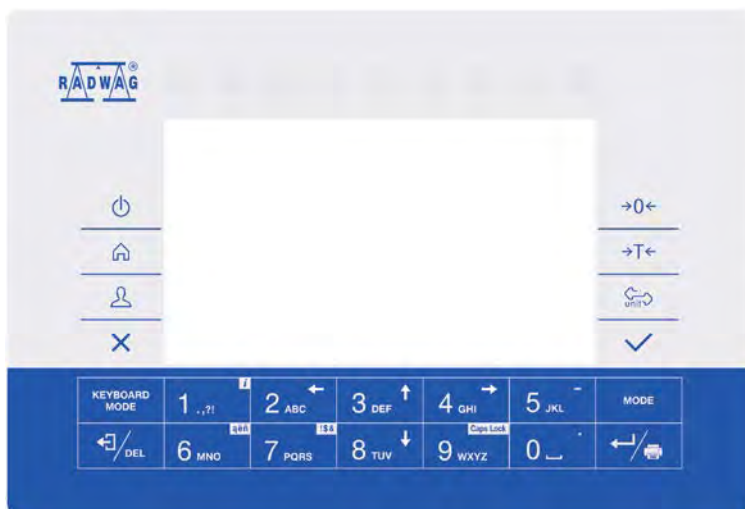 RADWAG®
→0←
→T←
unit
KEYBOARD MODE
1 .,?! i
2 ABC ←
3 DEF ↑
4 GHI →
5 JKL -
MODE
/DEL
6 MNO ąèñ
7 PQRS !$&
8 TUV ↓
9 WXYZ Caps Lock
0 .